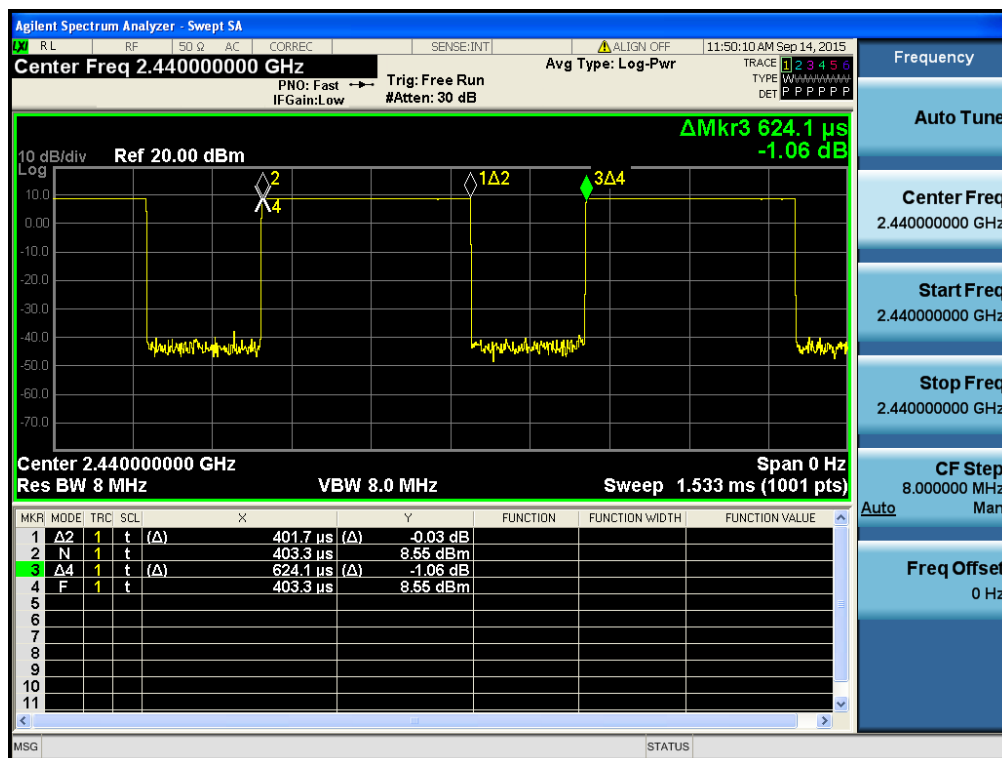 Agilent Spectrum Analyzer - Swept SA
LXI RL RF 50 Ω AC CORREC SENSE:INT ALIGN OFF 11:50:10 AM Sep 14, 2015
Center Freq 2.440000000 GHz
PNO: Fast
IFGain:Low
Trig: Free Run
#Atten: 30 dB
Avg Type: Log-Pwr
TRACE 1 2 3 4 5 6
TYPE
DET P P P P P P
ΔMkr3 624.1 µs
-1.06 dB
10 dB/div Ref 20.00 dBm
Log
10.0
0.00
-10.0
-20.0
-30.0
-40.0
-50.0
-60.0
-70.0
2
4
1Δ2
3Δ4
Center 2.440000000 GHz Span 0 Hz
Res BW 8 MHz VBW 8.0 MHz Sweep 1.533 ms (1001 pts)
MKR MODE TRC SCL X Y FUNCTION FUNCTION WIDTH FUNCTION VALUE
1 Δ2 1 t (Δ) 401.7 µs (Δ) -0.03 dB
2 N 1 t 403.3 µs 8.55 dBm
3 Δ4 1 t (Δ) 624.1 µs (Δ) -1.06 dB
4 F 1 t 403.3 µs 8.55 dBm
5
6
7
8
9
10
11
MSG STATUS
Frequency
Auto Tune
Center Freq
2.440000000 GHz
Start Freq
2.440000000 GHz
Stop Freq
2.440000000 GHz
CF Step
8.000000 MHz
Auto Man
Freq Offset
0 Hz